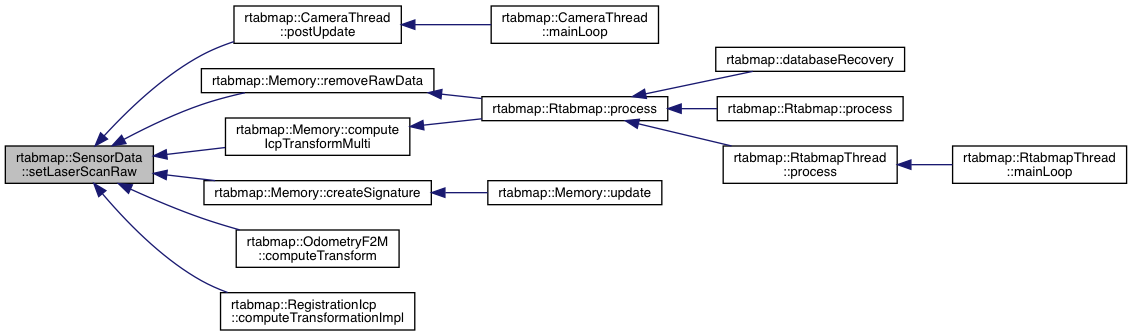 rtabmap::CameraThread
::postUpdate
rtabmap::CameraThread
::mainLoop
rtabmap::databaseRecovery
rtabmap::Memory::removeRawData
rtabmap::Rtabmap::process
rtabmap::Rtabmap::process
rtabmap::Memory::compute
IcpTransformMulti
rtabmap::SensorData
::setLaserScanRaw
rtabmap::RtabmapThread
::process
rtabmap::RtabmapThread
::mainLoop
rtabmap::Memory::createSignature
rtabmap::Memory::update
rtabmap::OdometryF2M
::computeTransform
rtabmap::RegistrationIcp
::computeTransformationImpl